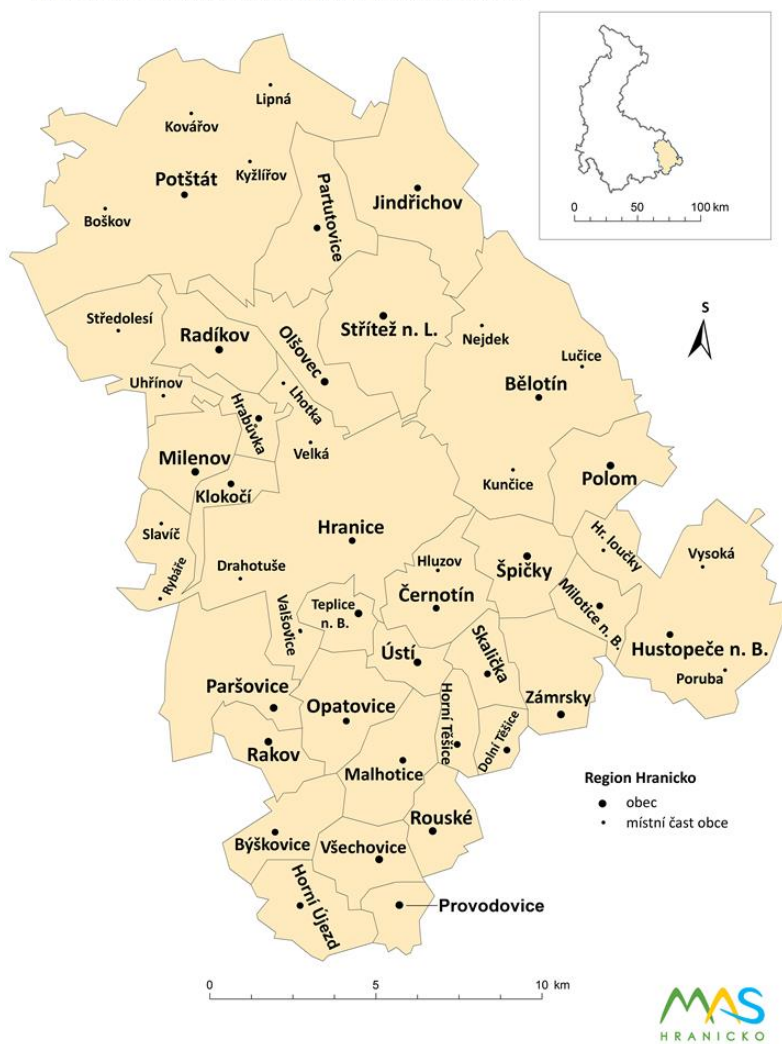 0
50
100 km
S
Lipná
Kovářov
Kyžlířov
Potštát
Boškov
Partutovice
Jindřichov
Středolesí
Radíkov
Olšovec
Střítež n. L.
Nejdek
Lučice
Bělotín
Uhřínov
Lhotka
Hrabůvka
Velká
Milenov
Klokočí
Kunčice
Polom
Slavíč
Rybáře
Drahotuše
Hranice
Hluzov
Černotín
Špičky
Hr. loučky
Vysoká
Milotice n. B.
Hustopeče n. B.
Poruba
Valšovice
Teplice
n. B.
Ústí
Skalička
Paršovice
Opatovice
Horní Těšice
Dolní Těšice
Zámrsky
Rakov
Malhotice
Rouské
Býškovice
Všechovice
Horní Újezd
Provodovice
Region Hranicko
obec
místní čast obce
0
5
10 km
MAS
HRANICKO